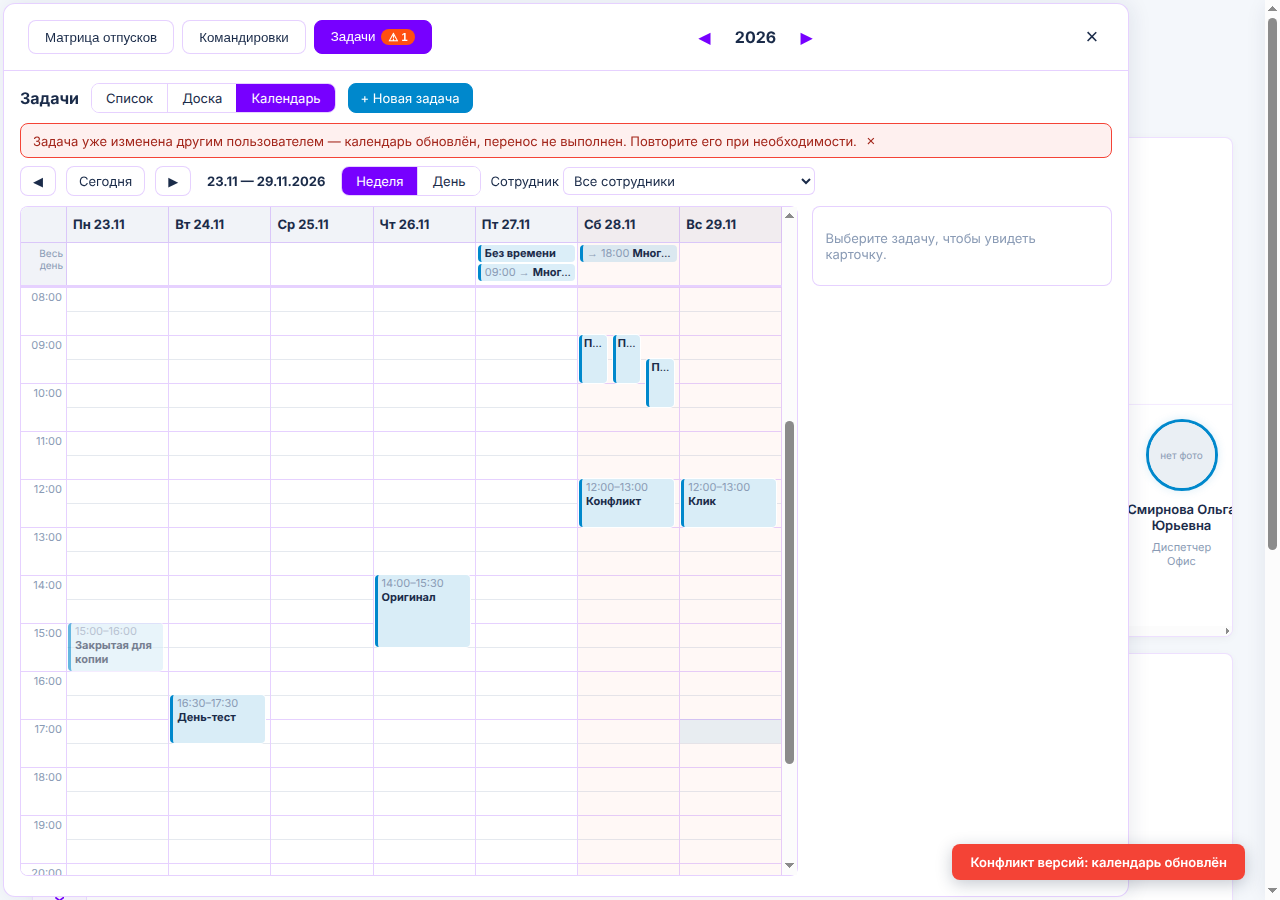 Матрица отпусков
Командировки
Задачи ⚠ 1
◀ 2026 ▶
×
Задачи
Список
Доска
Календарь
+ Новая задача
Задача уже изменена другим пользователем — календарь обновлён, перенос не выполнен. Повторите его при необходимости. ×
◀ Сегодня ▶ 23.11 — 29.11.2026 Неделя День Сотрудник Все сотрудники
Пн 23.11 Вт 24.11 Ср 25.11 Чт 26.11 Пт 27.11 Сб 28.11 Вс 29.11
Весь
день
Без времени
→ 18:00 Мног...
09:00 → Мног...
Выберите задачу, чтобы увидеть
карточку.
08:00
09:00
П...
П...
П...
10:00
11:00
12:00
12:00–13:00
Конфликт
12:00–13:00
Клик
13:00
14:00
14:00–15:30
Оригинал
15:00
15:00–16:00
Закрытая для
копии
16:00
16:30–17:30
День-тест
17:00
18:00
19:00
20:00
нет фото
Смирнова Ольга
Юрьевна
Диспетчер
Офис
Конфликт версий: календарь обновлён